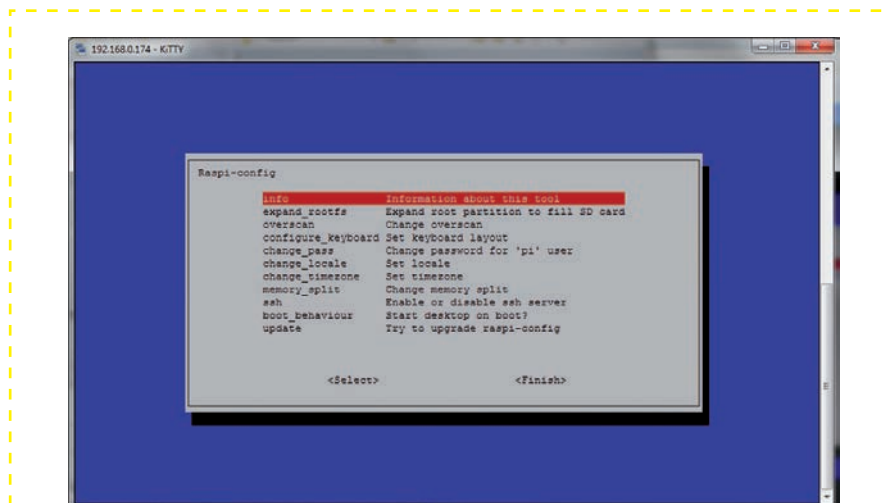 192.168.0.174 - KiTTY
Raspi-config
info Information about this tool
expand_rootfs Expand root partition to fill SD card
overscan Change overscan
configure_keyboard Set keyboard layout
change_pass Change password for 'pi' user
change_locale Set locale
change_timezone Set timezone
memory_split Change memory split
ssh Enable or disable ssh server
boot_behaviour Start desktop on boot?
update Try to upgrade raspi-config
<Select> <Finish>